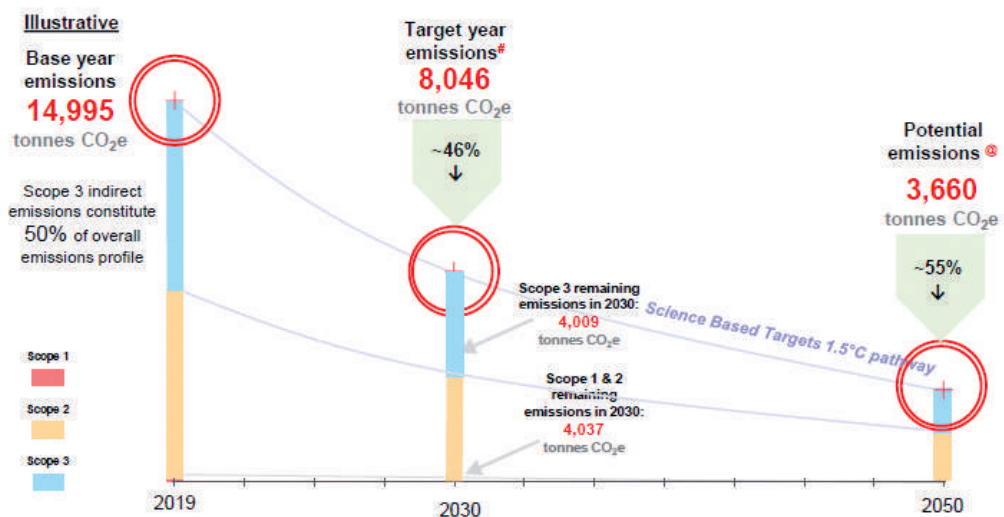 Illustrative
Base year
emissions
14,995
tonnes CO₂e
Scope 3 indirect
emissions constitute
50% of overall
emissions profile
Target year
emissions#
8,046
tonnes CO₂e
~46%
↓
Potential
emissions @
3,660
tonnes CO₂e
~55%
↓
Scope 3 remaining
emissions in 2030:
4,009
tonnes CO₂e
Science Based Targets 1.5°C pathway
Scope 1 & 2
remaining
emissions in 2030:
4,037
tonnes CO₂e
Scope 1
Scope 2
Scope 3
2019
2030
2050